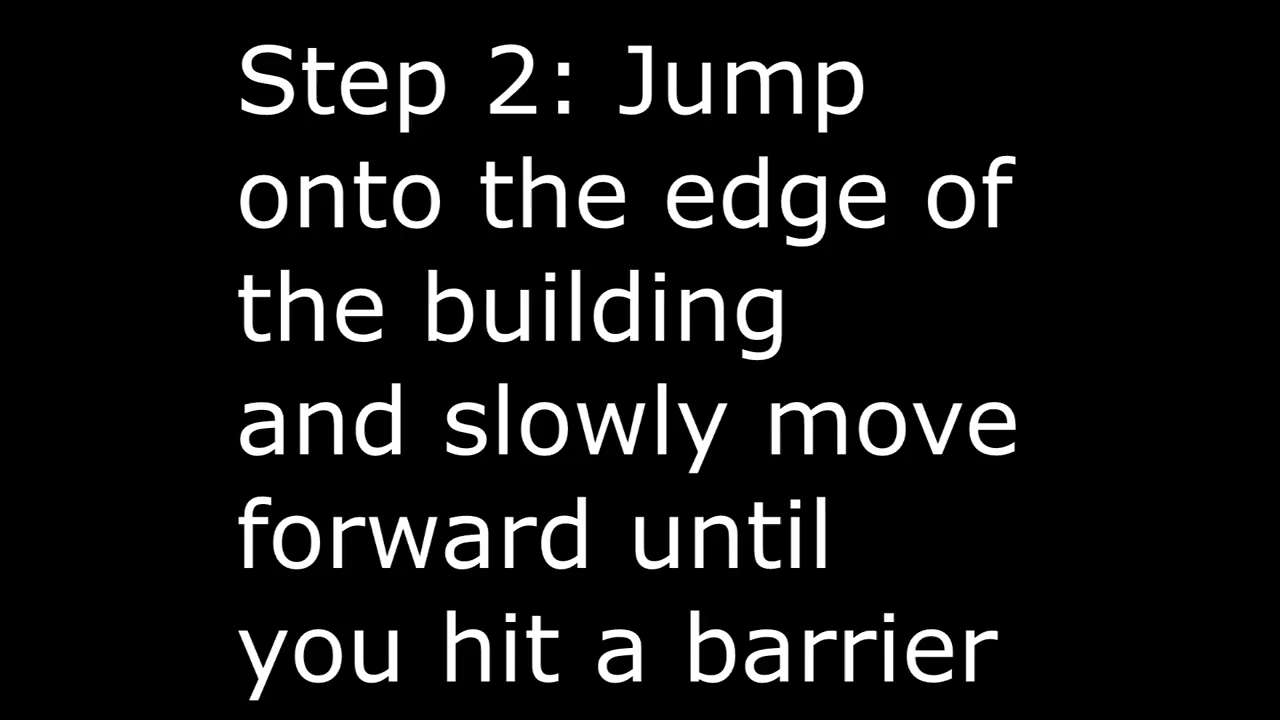 Step 2: Jump
onto the edge of
the building
and slowly move
forward until
you hit a barrier